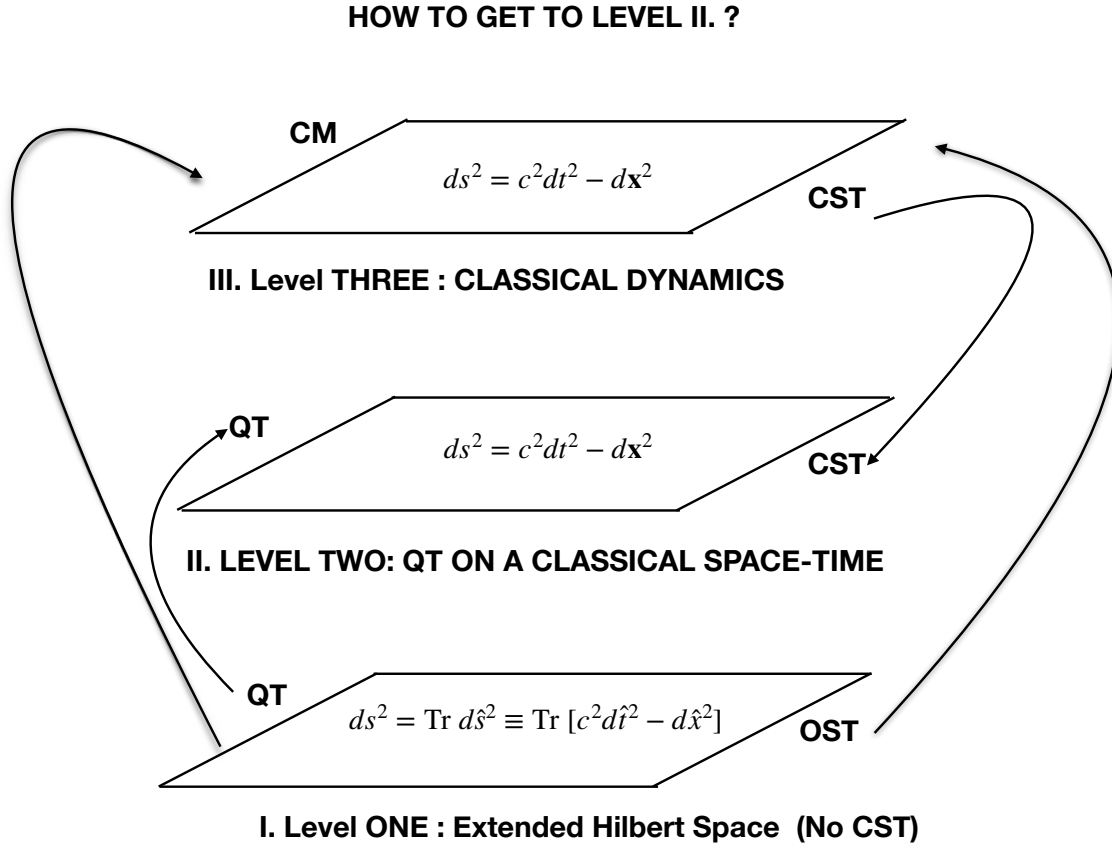 HOW TO GET TO LEVEL II. ?
CM
ds² = c²dt² − d𝐱²
CST
III. Level THREE : CLASSICAL DYNAMICS
QT
ds² = c²dt² − d𝐱²
CST
II. LEVEL TWO: QT ON A CLASSICAL SPACE-TIME
QT
ds² = Tr dŝ² ≡ Tr [c²dt̂² − dx̂²]
OST
I. Level ONE : Extended Hilbert Space (No CST)